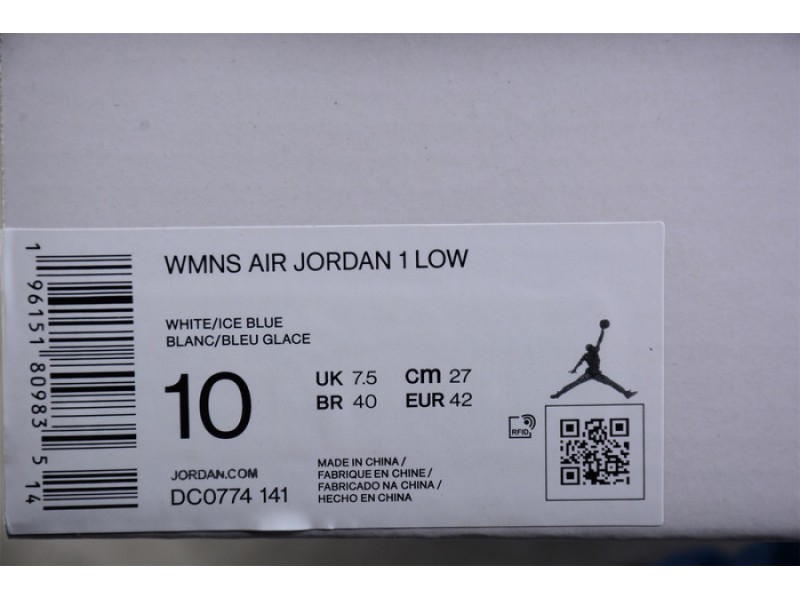 WMNS AIR JORDAN 1 LOW
WHITE/ICE BLUE
BLANC/BLEU GLACE
10
UK 7.5 cm 27
BR 40 EUR 42
RFID
JORDAN.COM
DC0774 141
MADE IN CHINA /
FABRIQUE EN CHINE /
FABRICADO NA CHINA /
HECHO EN CHINA
1 96151 80983 5 14